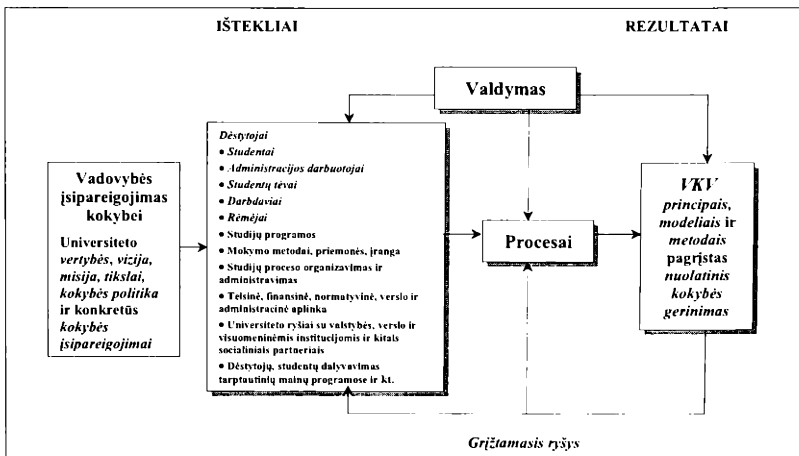 IŠTEKLIAI
REZULTATAI
Valdymas
Vadovybės
įsipareigojimas
kokybei
Universiteto
vertybės, vizija,
misija, tikslai,
kokybės politika
ir konkretūs
kokybės
įsipareigojimai
Dėstytojai
• Studentai
• Administracijos darbuotojai
• Studentų tėvai
• Darbdaviai
• Rėmėjai
• Studijų programos
• Mokymo metodai, priemonės, įranga
• Studijų proceso organizavimas ir
administravimas
• Teisinė, finansinė, normatyvinė, verslo ir
administracinė aplinka
• Universiteto ryšiai su valstybės, verslo ir
visuomeninėmis institucijomis ir kitais
socialiniais partneriais
• Dėstytojų, studentų dalyvavimas
tarptautinių mainų programose ir kt.
Procesai
VKV
principais,
modeliais ir
metodais
pagrįstas
nuolatinis
kokybės
gerinimas
Grįžtamasis ryšys